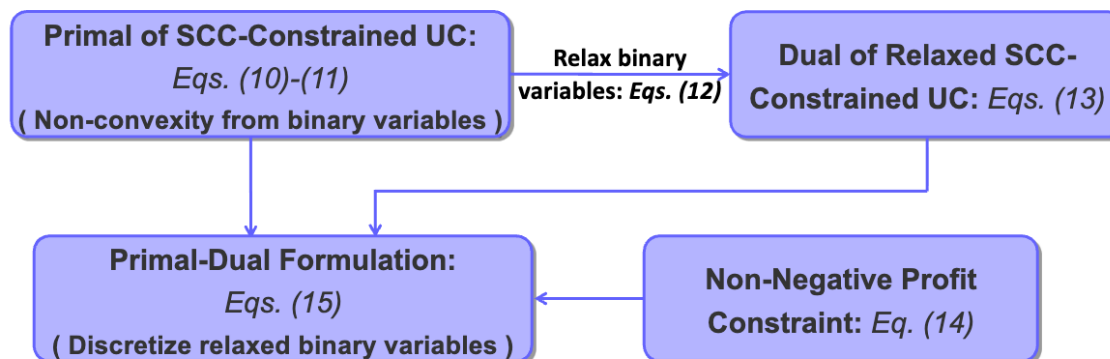 Primal of SCC-Constrained UC:
Eqs. (10)-(11)
( Non-convexity from binary variables )
Relax binary
variables: Eqs. (12)
Dual of Relaxed SCC-
Constrained UC: Eqs. (13)
Primal-Dual Formulation:
Eqs. (15)
( Discretize relaxed binary variables )
Non-Negative Profit
Constraint: Eq. (14)